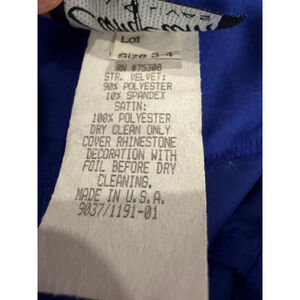 Lot
Size 3-4
RN #75308
STR. VELVET:
90% POLYESTER
10% SPANDEX
SATIN:
100% POLYESTER
DRY CLEAN ONLY
COVER RHINESTONE
DECORATION WITH
FOIL BEFORE DRY
CLEANING.
MADE IN U.S.A.
9037/1191-01